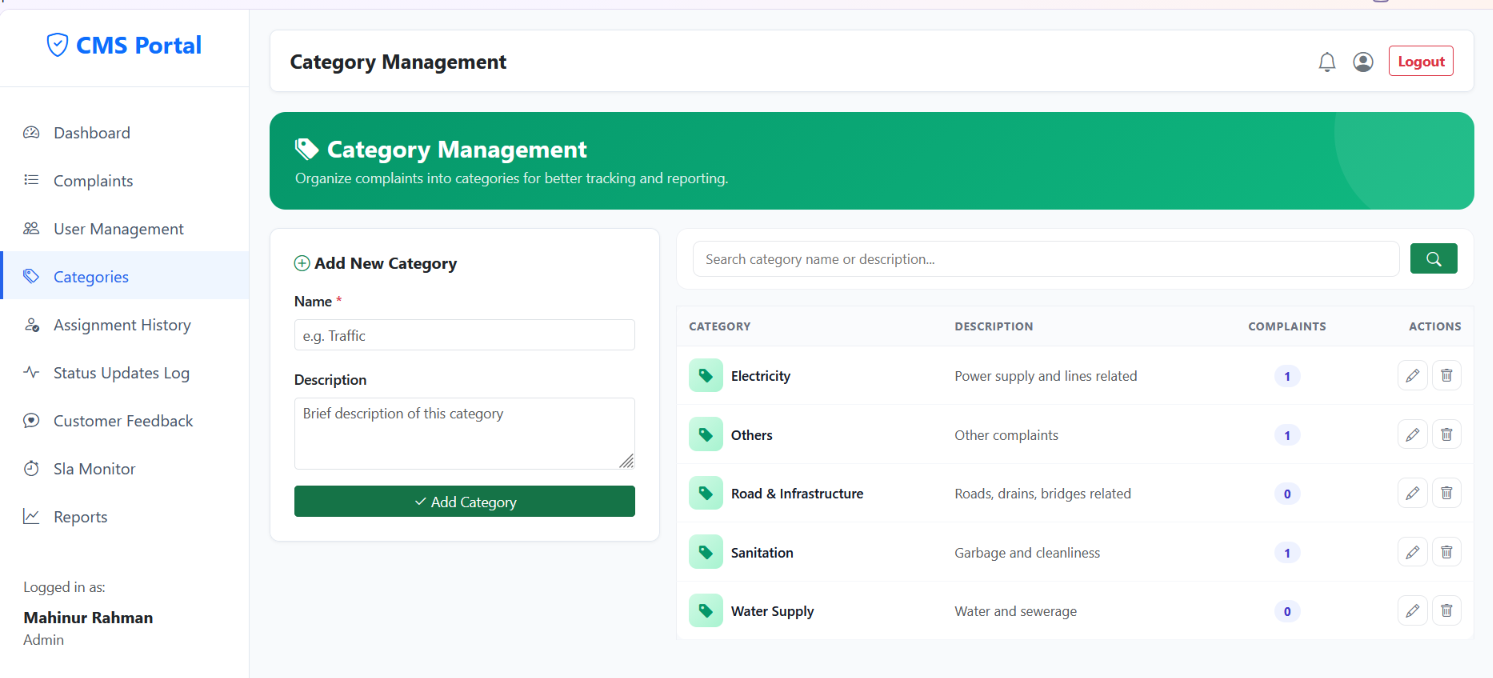 CMS Portal
Dashboard
Complaints
User Management
Categories
Assignment History
Status Updates Log
Customer Feedback
Sla Monitor
Reports
Logged in as:
Mahinur Rahman
Admin
Category Management
Logout
Category Management
Organize complaints into categories for better tracking and reporting.
Add New Category
Name *
e.g. Traffic
Description
Brief description of this category
Add Category
Search category name or description...
CATEGORY DESCRIPTION COMPLAINTS ACTIONS
Electricity Power supply and lines related 1
Others Other complaints 1
Road & Infrastructure Roads, drains, bridges related 0
Sanitation Garbage and cleanliness 1
Water Supply Water and sewerage 0